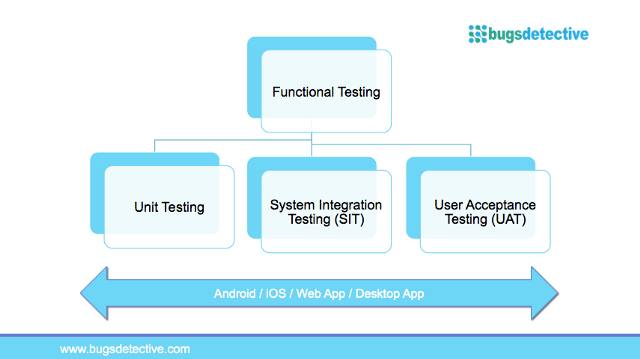 bugsdetective
Functional Testing
Unit Testing
System Integration
Testing (SIT)
User Acceptance
Testing (UAT)
Android / iOS / Web App / Desktop App
www.bugsdetective.com